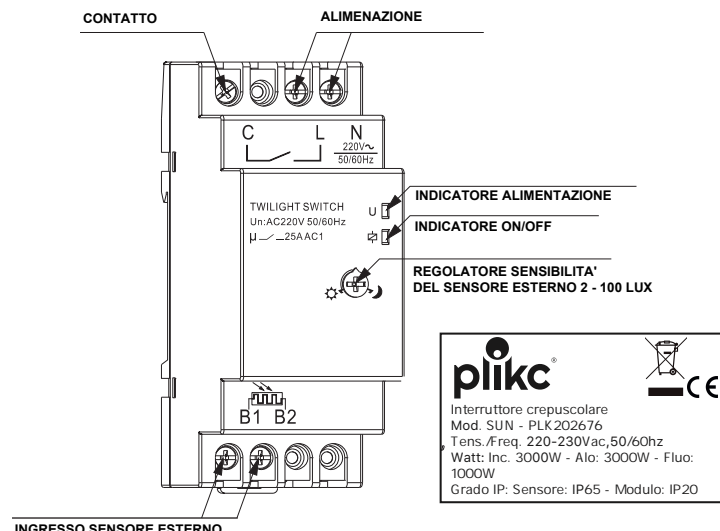 CONTATTO
ALIMENAZIONE
C L N
220V~
50/60Hz
TWILIGHT SWITCH
Un:AC220V 50/60Hz
µ 25AAC1
U
INDICATORE ALIMENTAZIONE
INDICATORE ON/OFF
REGOLATORE SENSIBILITA'
DEL SENSORE ESTERNO 2 - 100 LUX
B1 B2
INGRESSO SENSORE ESTERNO
plikc®
CE
Interruttore crepuscolare
Mod. SUN - PLK202676
Tens./Freq. 220-230Vac,50/60hz
Watt: Inc. 3000W - Alo: 3000W - Fluo:
1000W
Grado IP: Sensore: IP65 - Modulo: IP20